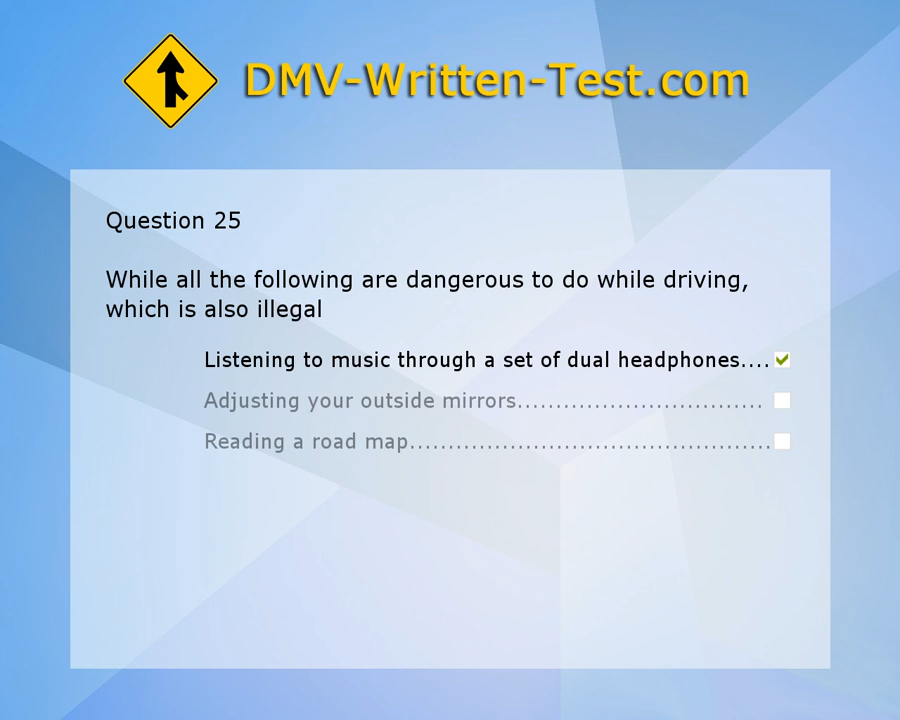 DMV-Written-Test.com
Question 25
While all the following are dangerous to do while driving,
which is also illegal
Listening to music through a set of dual headphones....
Adjusting your outside mirrors................................
Reading a road map...............................................